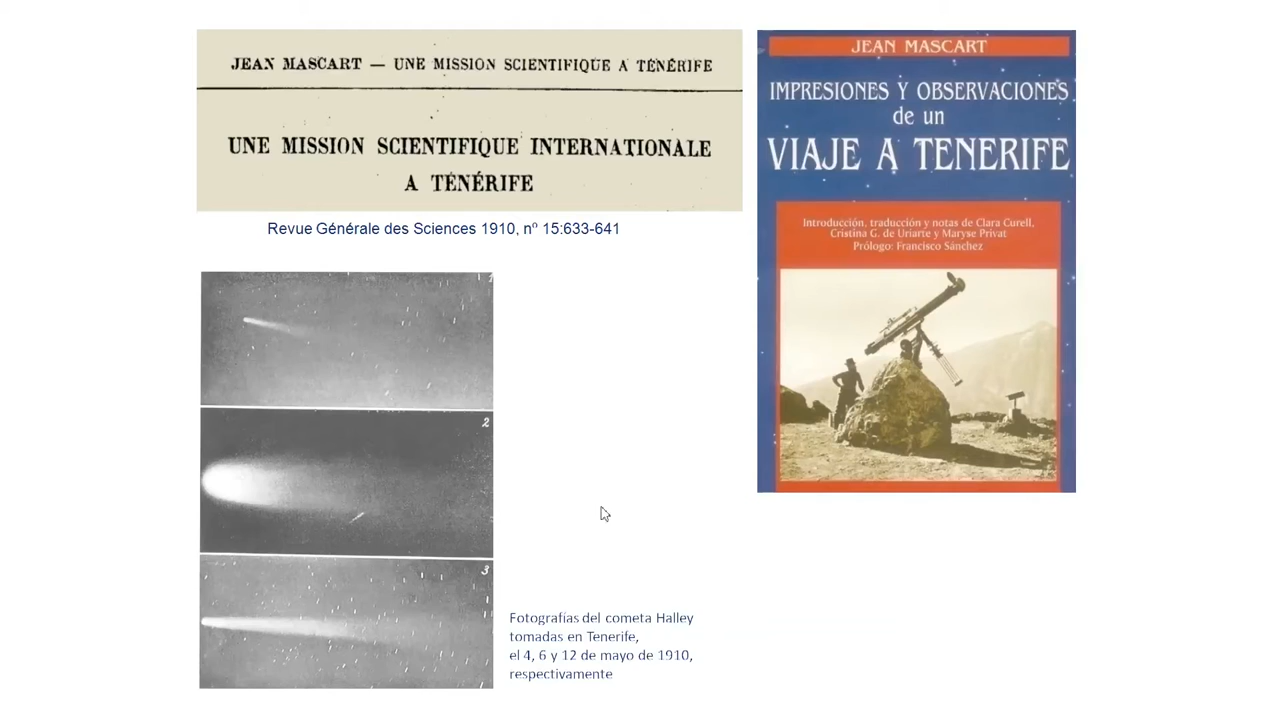 JEAN MASCART — UNE MISSION SCIENTIFIQUE A TÉNÉRIFE
UNE MISSION SCIENTIFIQUE INTERNATIONALE
A TÉNÉRIFE
Revue Générale des Sciences 1910, nº 15:633-641
2
3
Fotografías del cometa Halley
tomadas en Tenerife,
el 4, 6 y 12 de mayo de 1910,
respectivamente
JEAN MASCART
IMPRESIONES Y OBSERVACIONES
de un
VIAJE A TENERIFE
Introducción, traducción y notas de Clara Curell,
Cristina G. de Uriarte y Maryse Privat
Prólogo: Francisco Sánchez